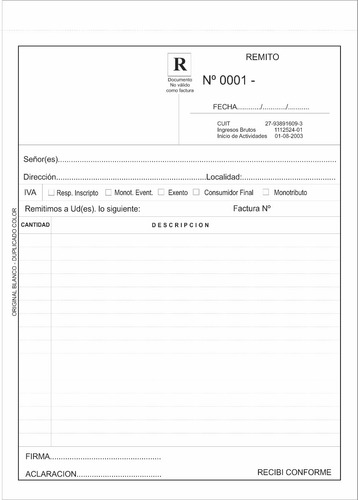 REMITO
R
Documento
No válido
como factura
Nº 0001 -
FECHA............/............/...........
CUIT 27-93891609-3
Ingresos Brutos 1112524-01
Inicio de Actividades 01-08-2003
Señor(es)....................................................................................................................
Dirección...............................................................Localidad:.......................................
IVA Resp. Inscripto Monot. Event. Exento Consumidor Final Monotributo
Remitimos a Ud(es). lo siguiente: Factura Nº
CANTIDAD DESCRIPCION
ORIGINAL BLANCO - DUPLICADO COLOR
FIRMA................................................
ACLARACION.....................................
RECIBI CONFORME